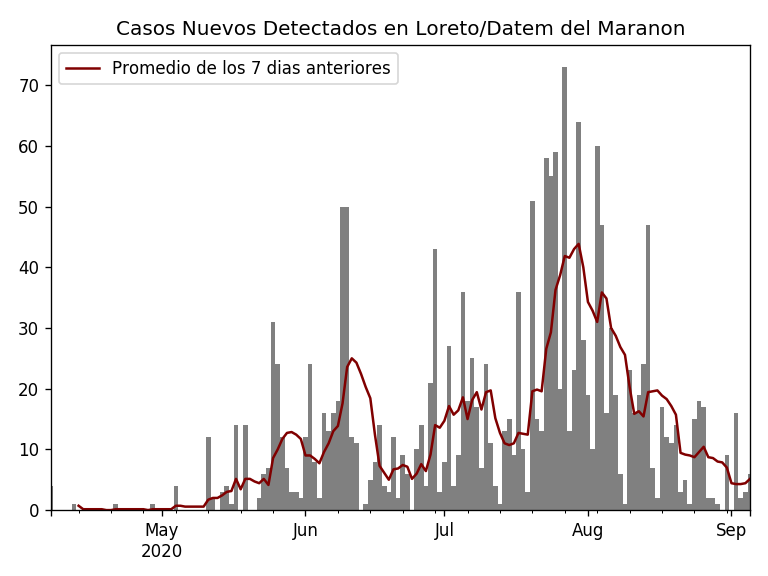 Casos Nuevos Detectados en Loreto/Datem del Maranon
Promedio de los 7 dias anteriores
70
60
50
40
30
20
10
0
May
2020
Jun
Jul
Aug
Sep